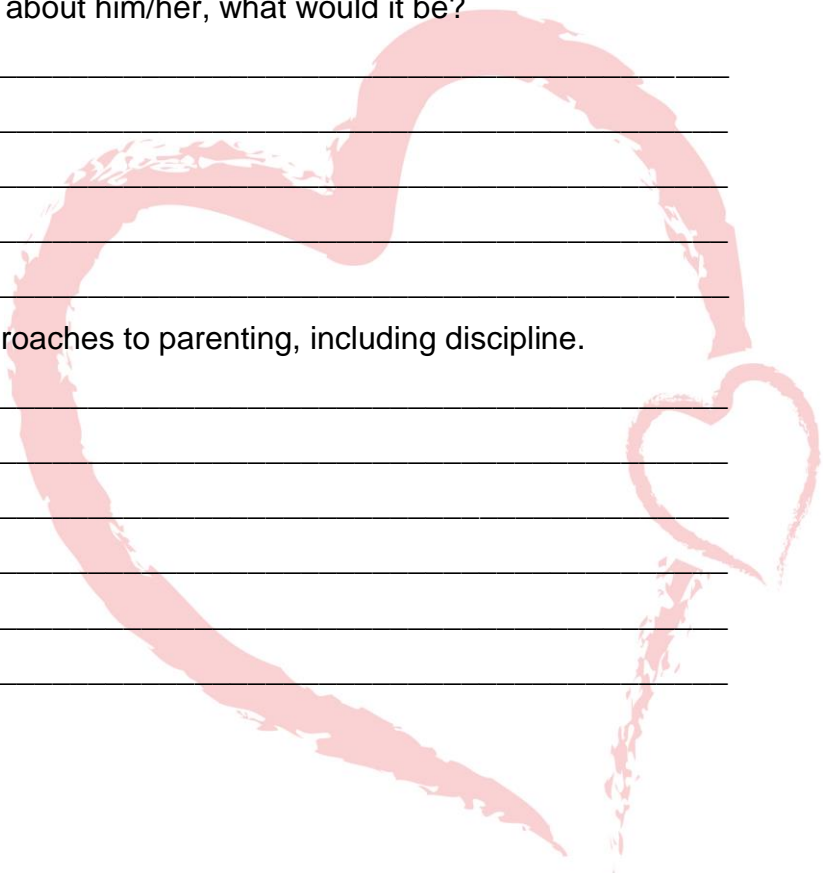 about him/her, what would it be?
roaches to parenting, including discipline.